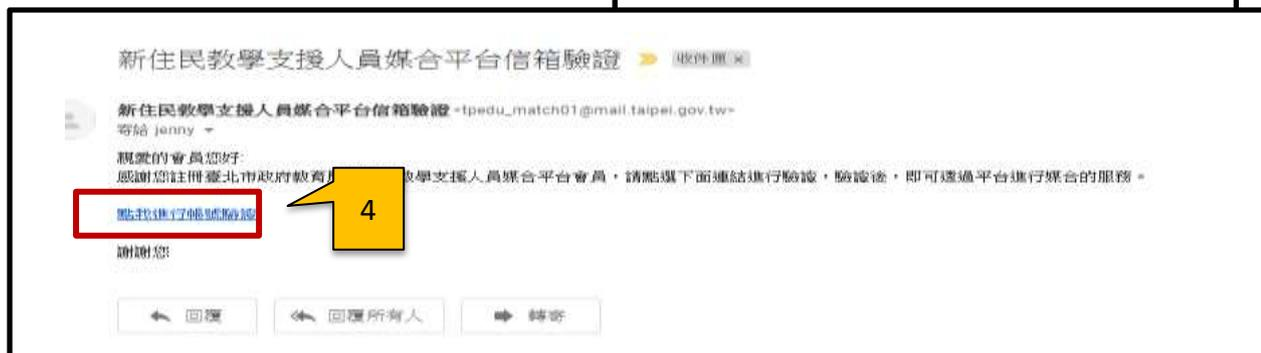 新住民教學支援人員媒合平台信箱驗證 收件匣 ×
新住民教學支援人員媒合平台信箱驗證 <tpedu_match01@mail.taipei.gov.tw>
寄給 jenny
親愛的會員您好:
感謝您註冊臺北市政府教育 教學支援人員媒合平台會員，請點選下面連結進行驗證，驗證後，即可透過平台進行媒合的服務。
點我進行帳號驗證
4
謝謝您
回覆 回覆所有人 轉寄